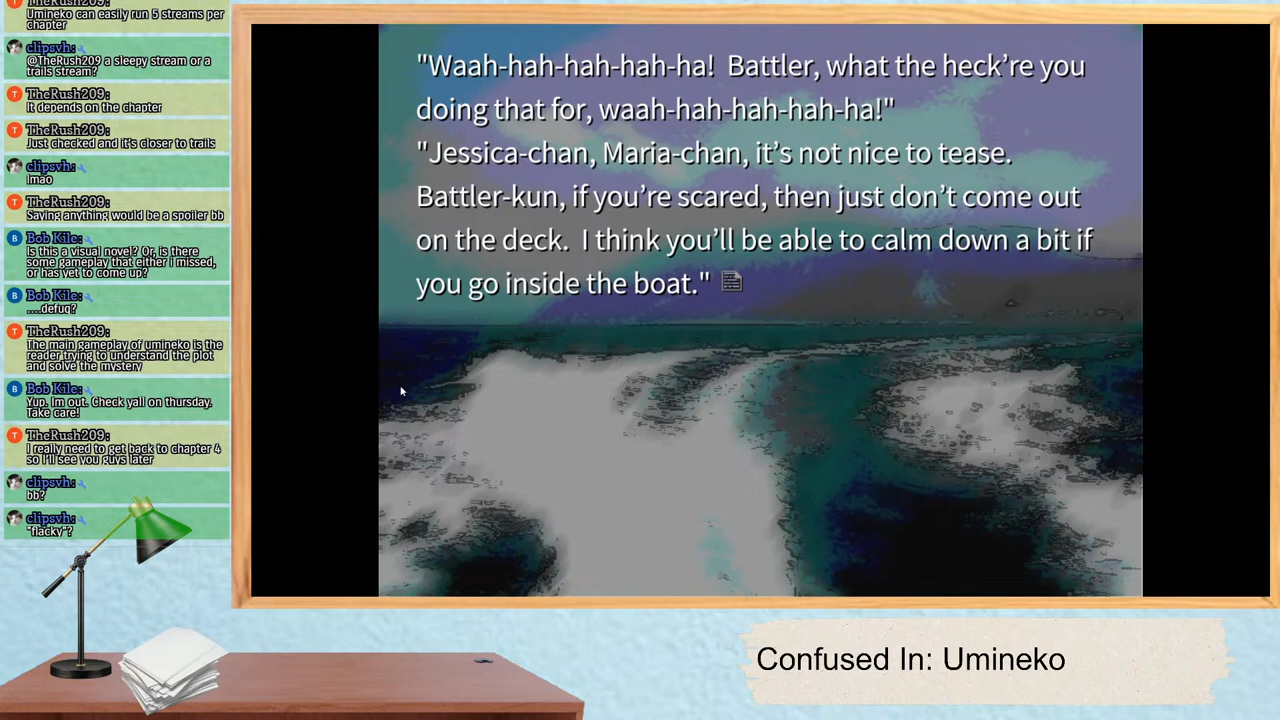 TheRush209:
Umineko can easily run 5 streams per
chapter
clipsvh:
@TheRush209 a sleepy stream or a
trails stream?
TheRush209:
It depends on the chapter
TheRush209:
Just checked and it's closer to trails
clipsvh:
lmao
TheRush209:
Saying anything would be a spoiler bb
Bob Kile:
Is this a visual novel? Or, is there
some gameplay that either I missed,
or has yet to come up?
Bob Kile:
....defuq?
TheRush209:
The main gameplay of umineko is the
reader trying to understand the plot
and solve the mystery
Bob Kile:
Yup. Im out. Check yall on thursday.
Take care!
TheRush209:
I really need to get back to chapter 4
so I'll see you guys later
clipsvh:
bb?
clipsvh:
"flacky"?
"Waah-hah-hah-hah-ha!  Battler, what the heck’re you
doing that for, waah-hah-hah-hah-ha!"
"Jessica-chan, Maria-chan, it’s not nice to tease.
Battler-kun, if you’re scared, then just don’t come out
on the deck.  I think you’ll be able to calm down a bit if
you go inside the boat."
Confused In: Umineko